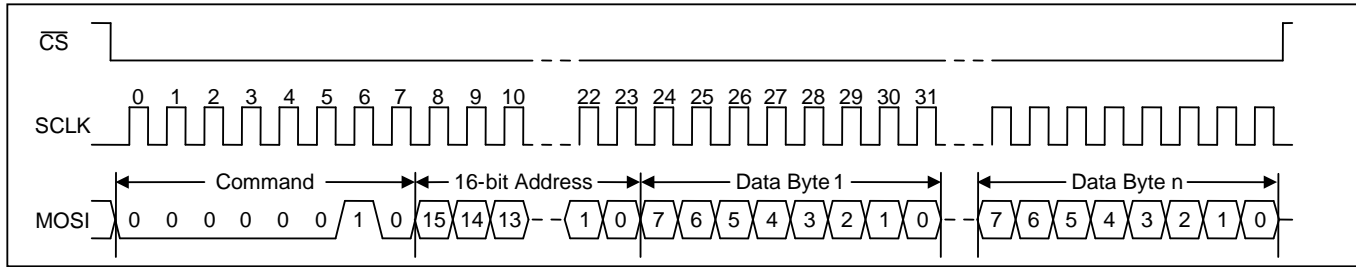 CS
0 1 2 3 4 5 6 7 8 9 10 22 23 24 25 26 27 28 29 30 31
SCLK
Command 16-bit Address Data Byte 1 Data Byte n
MOSI 0 0 0 0 0 0 1 0 15 14 13 1 0 7 6 5 4 3 2 1 0 7 6 5 4 3 2 1 0